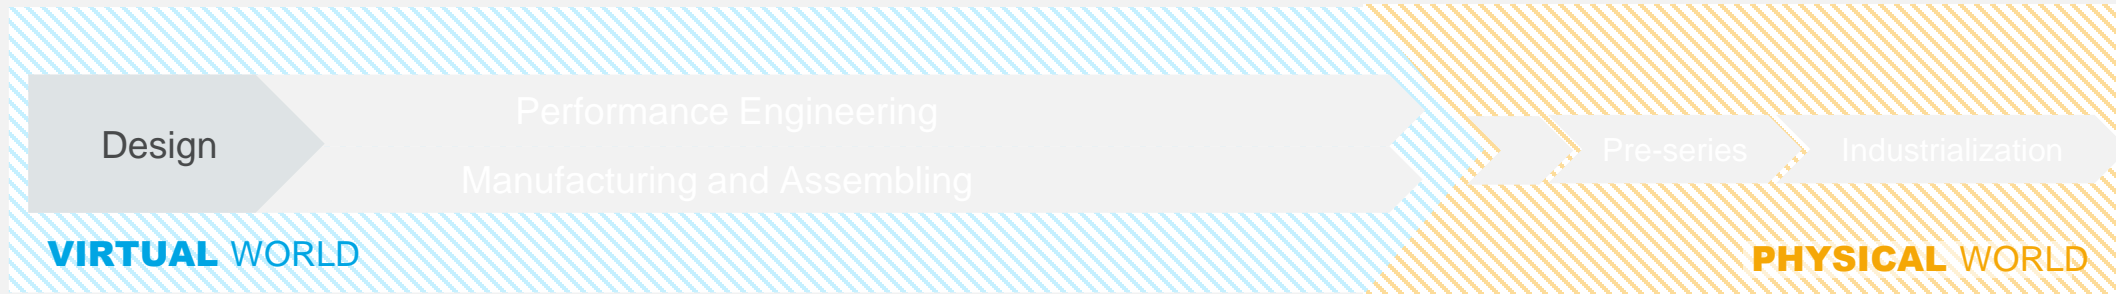 Performance Engineering
Design
Manufacturing and Assembling
Pre-series
Industrialization
VIRTUAL WORLD
PHYSICAL WORLD